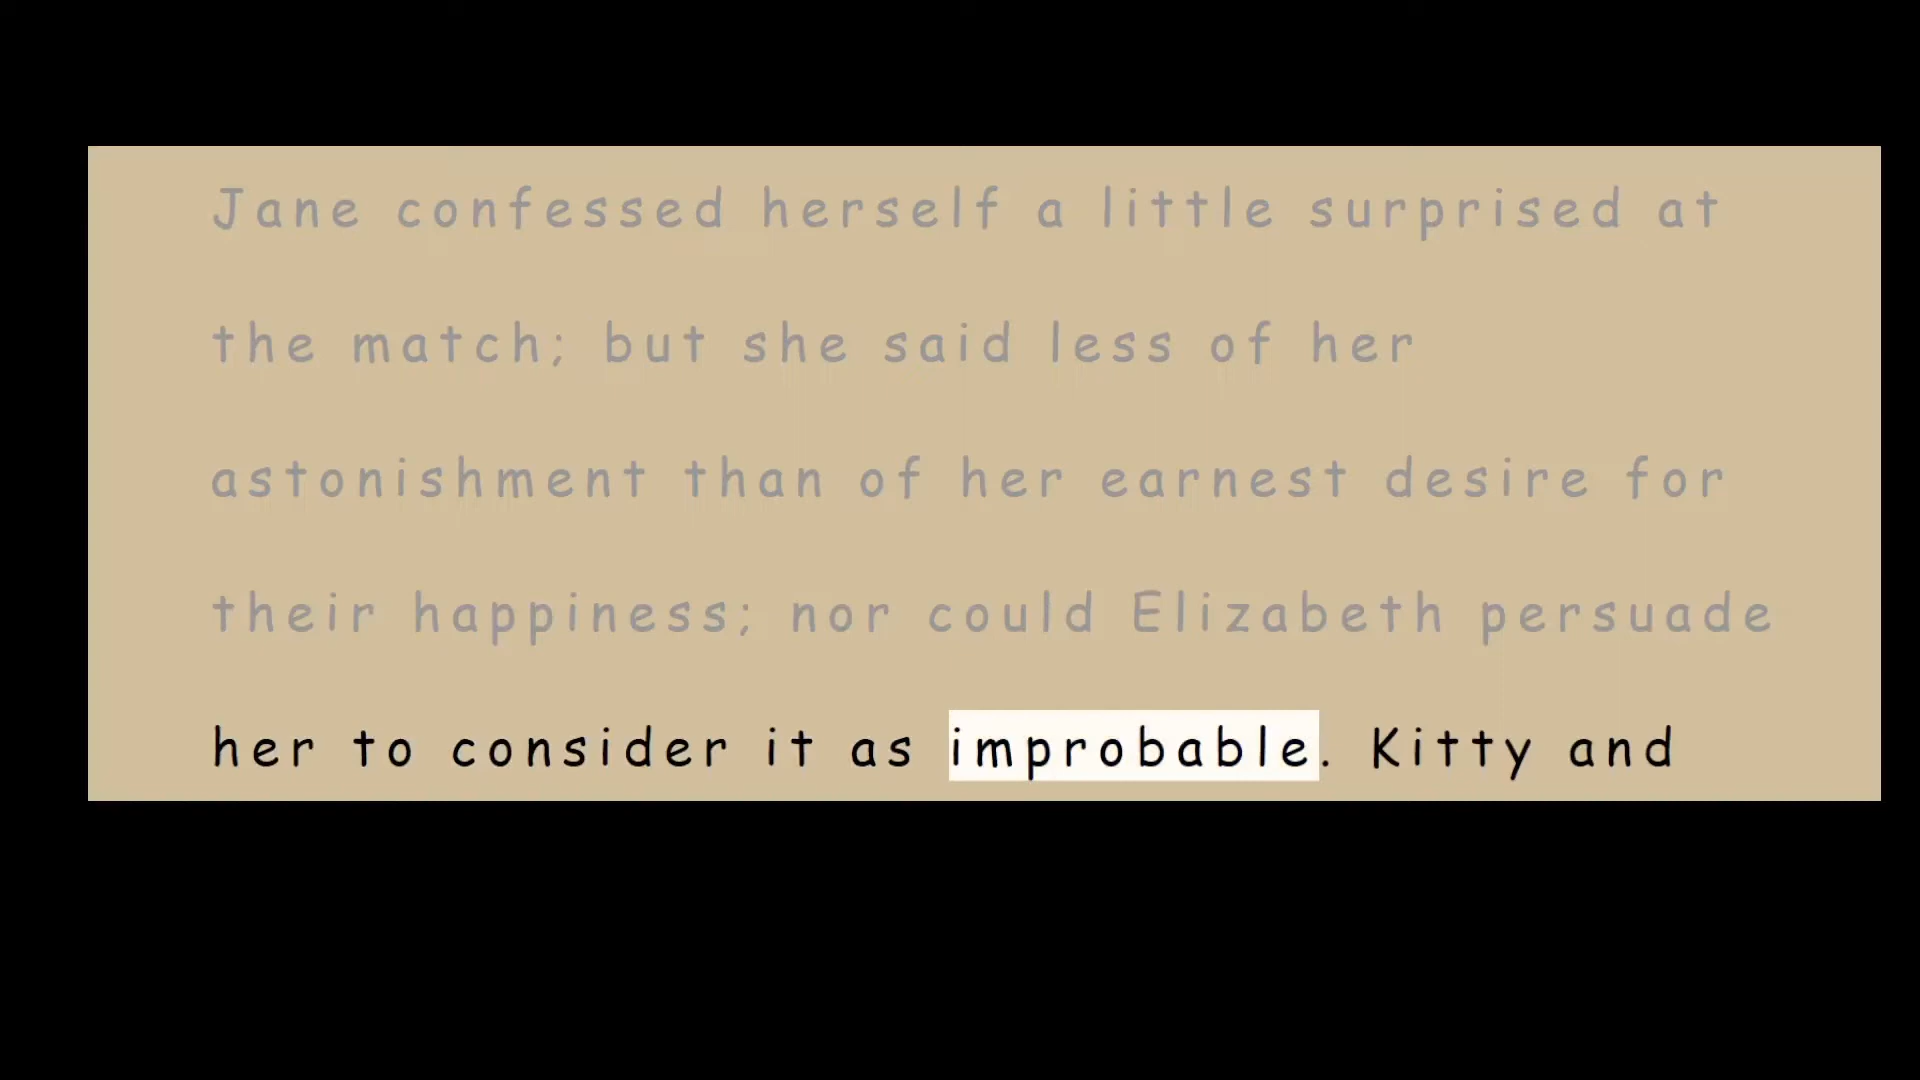 Jane confessed herself a little surprised at
the match; but she said less of her
astonishment than of her earnest desire for
their happiness; nor could Elizabeth persuade
her to consider it as improbable. Kitty and